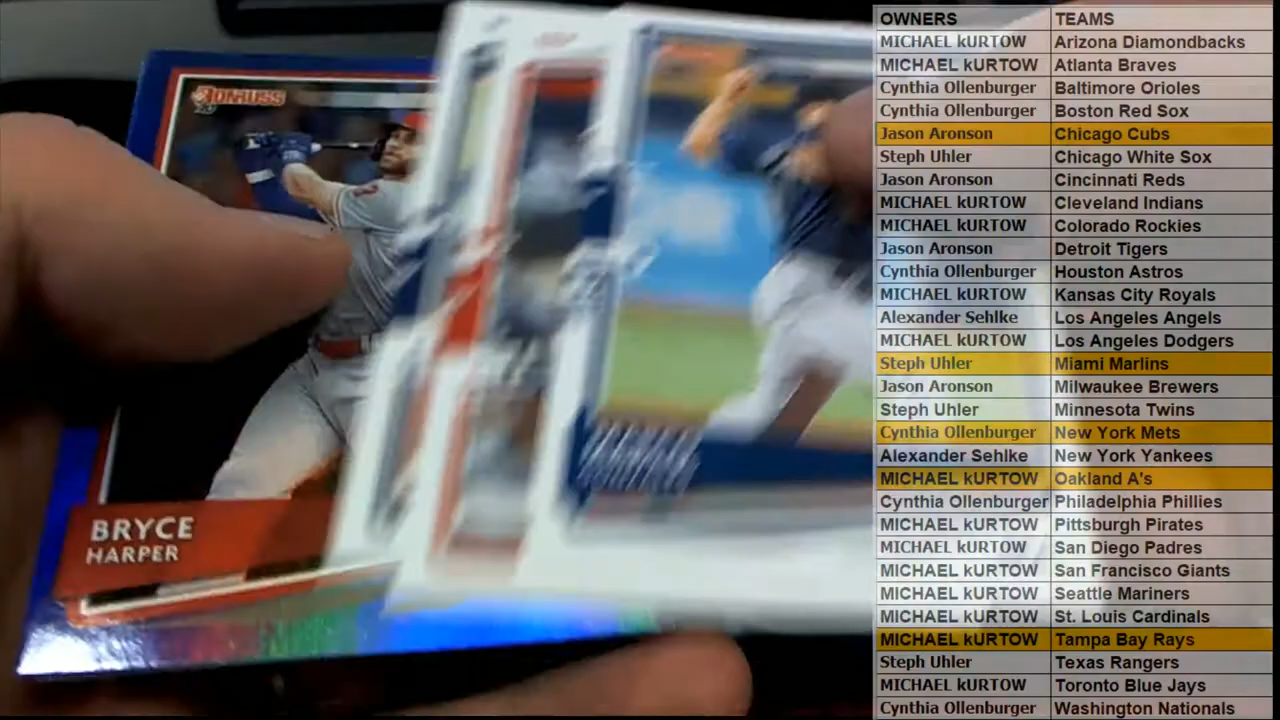 DONRUSS
BRYCE
HARPER
OWNERS TEAMS
MICHAEL kURTOW Arizona Diamondbacks
MICHAEL kURTOW Atlanta Braves
Cynthia Ollenburger Baltimore Orioles
Cynthia Ollenburger Boston Red Sox
Jason Aronson Chicago Cubs
Steph Uhler Chicago White Sox
Jason Aronson Cincinnati Reds
MICHAEL kURTOW Cleveland Indians
MICHAEL kURTOW Colorado Rockies
Jason Aronson Detroit Tigers
Cynthia Ollenburger Houston Astros
MICHAEL kURTOW Kansas City Royals
Alexander Sehlke Los Angeles Angels
MICHAEL kURTOW Los Angeles Dodgers
Steph Uhler Miami Marlins
Jason Aronson Milwaukee Brewers
Steph Uhler Minnesota Twins
Cynthia Ollenburger New York Mets
Alexander Sehlke New York Yankees
MICHAEL kURTOW Oakland A's
Cynthia Ollenburger Philadelphia Phillies
MICHAEL kURTOW Pittsburgh Pirates
MICHAEL kURTOW San Diego Padres
MICHAEL kURTOW San Francisco Giants
MICHAEL kURTOW Seattle Mariners
MICHAEL kURTOW St. Louis Cardinals
MICHAEL kURTOW Tampa Bay Rays
Steph Uhler Texas Rangers
MICHAEL kURTOW Toronto Blue Jays
Cynthia Ollenburger Washington Nationals